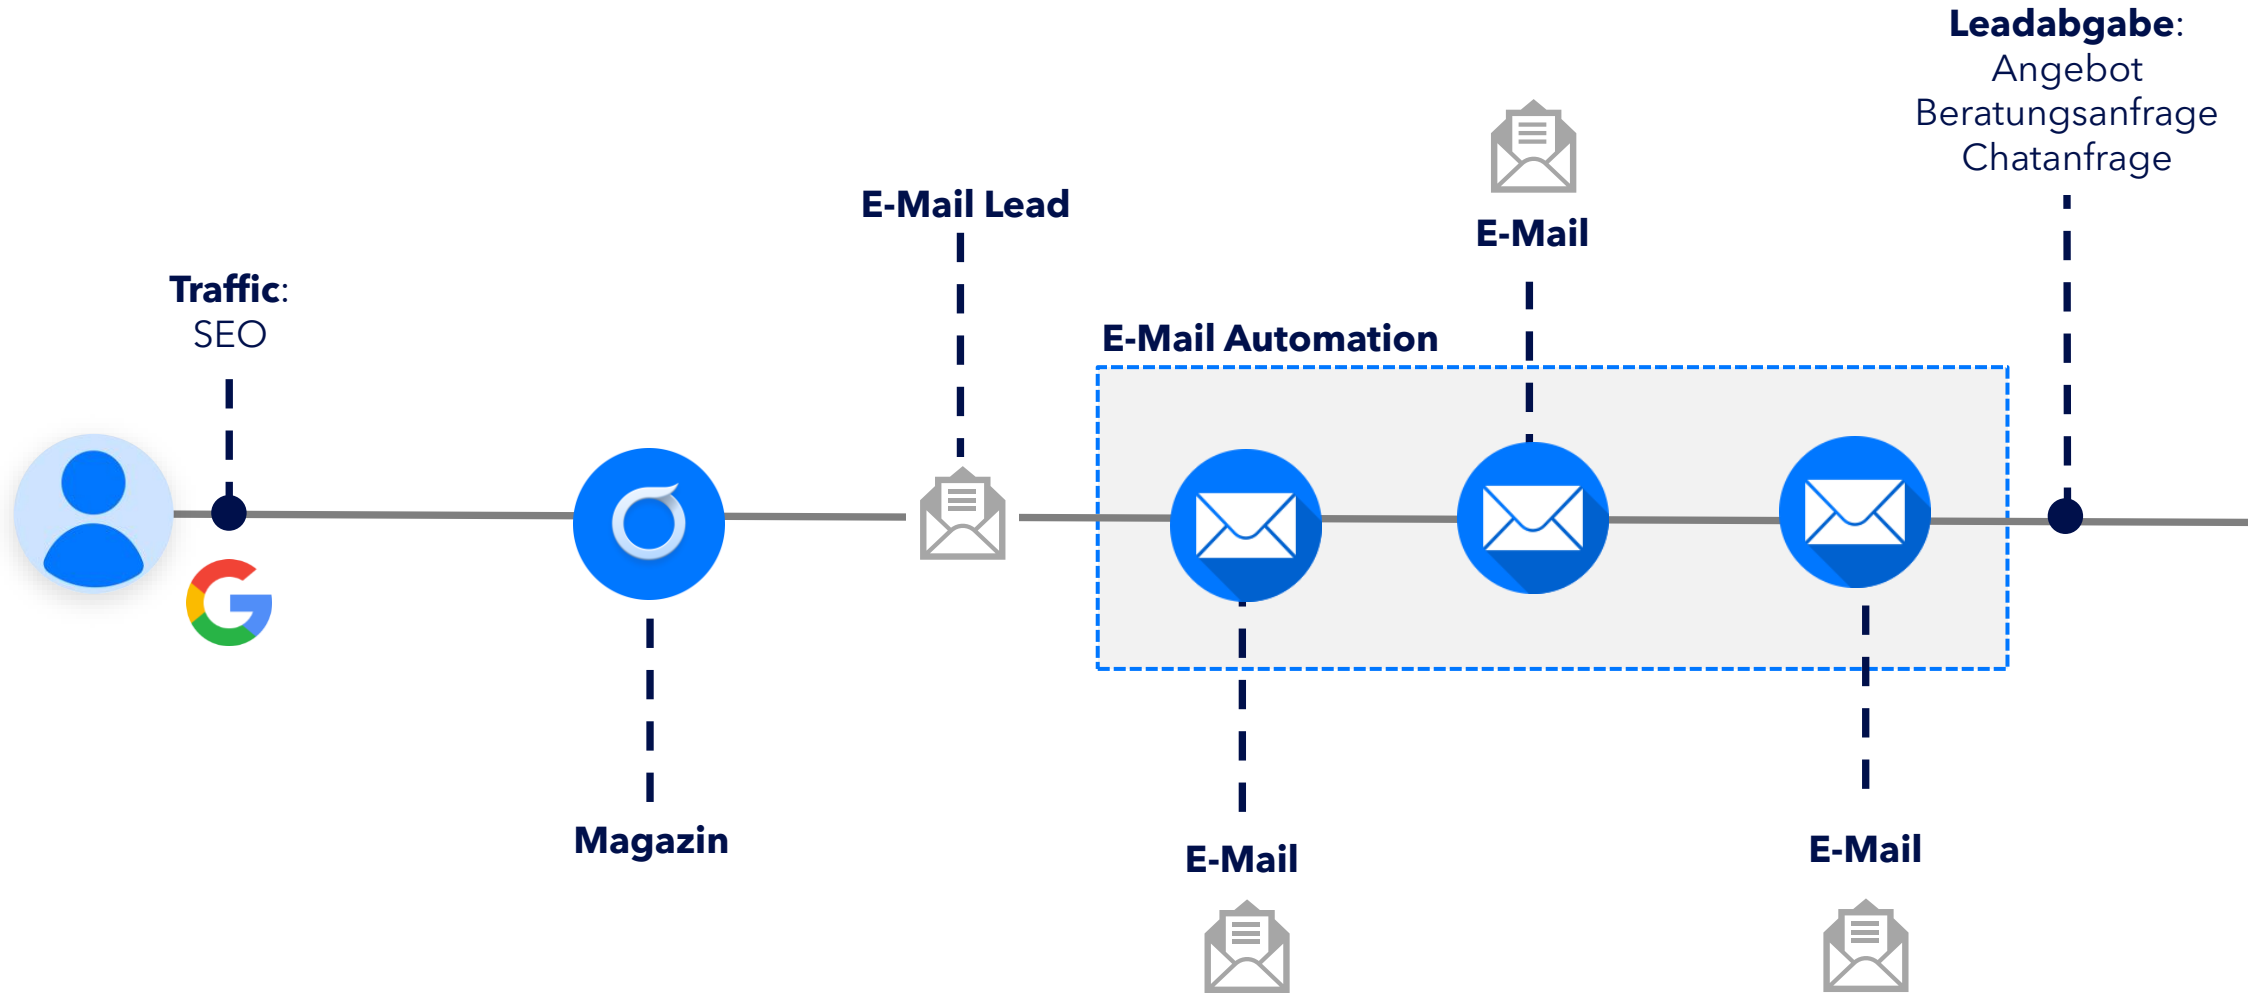 Leadabgabe:
Angebot
Beratungsanfrage
Chatanfrage
E-Mail Lead
E-Mail
Traffic:
SEO
E-Mail Automation
Magazin
E-Mail
E-Mail